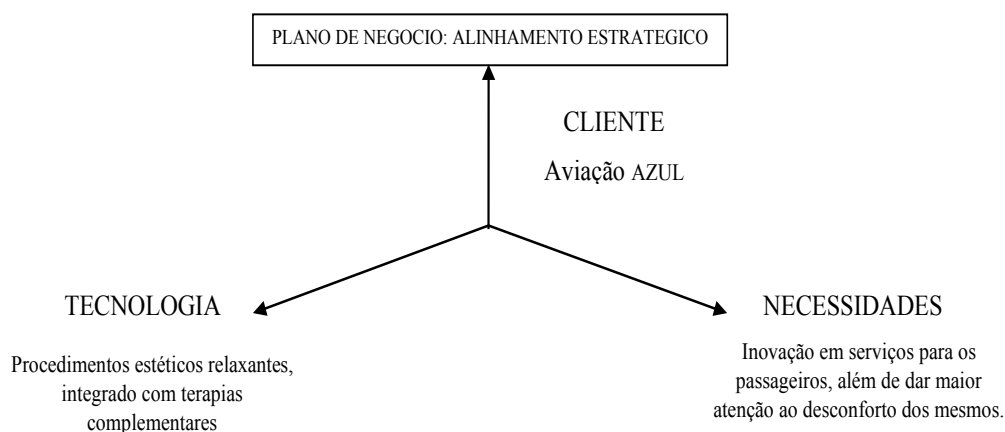 PLANO DE NEGOCIO: ALINHAMENTO ESTRATEGICO
CLIENTE
Aviação AZUL
TECNOLOGIA
Procedimentos estéticos relaxantes,
integrado com terapias
complementares
NECESSIDADES
Inovação em serviços para os
passageiros, além de dar maior
atenção ao desconforto dos mesmos.